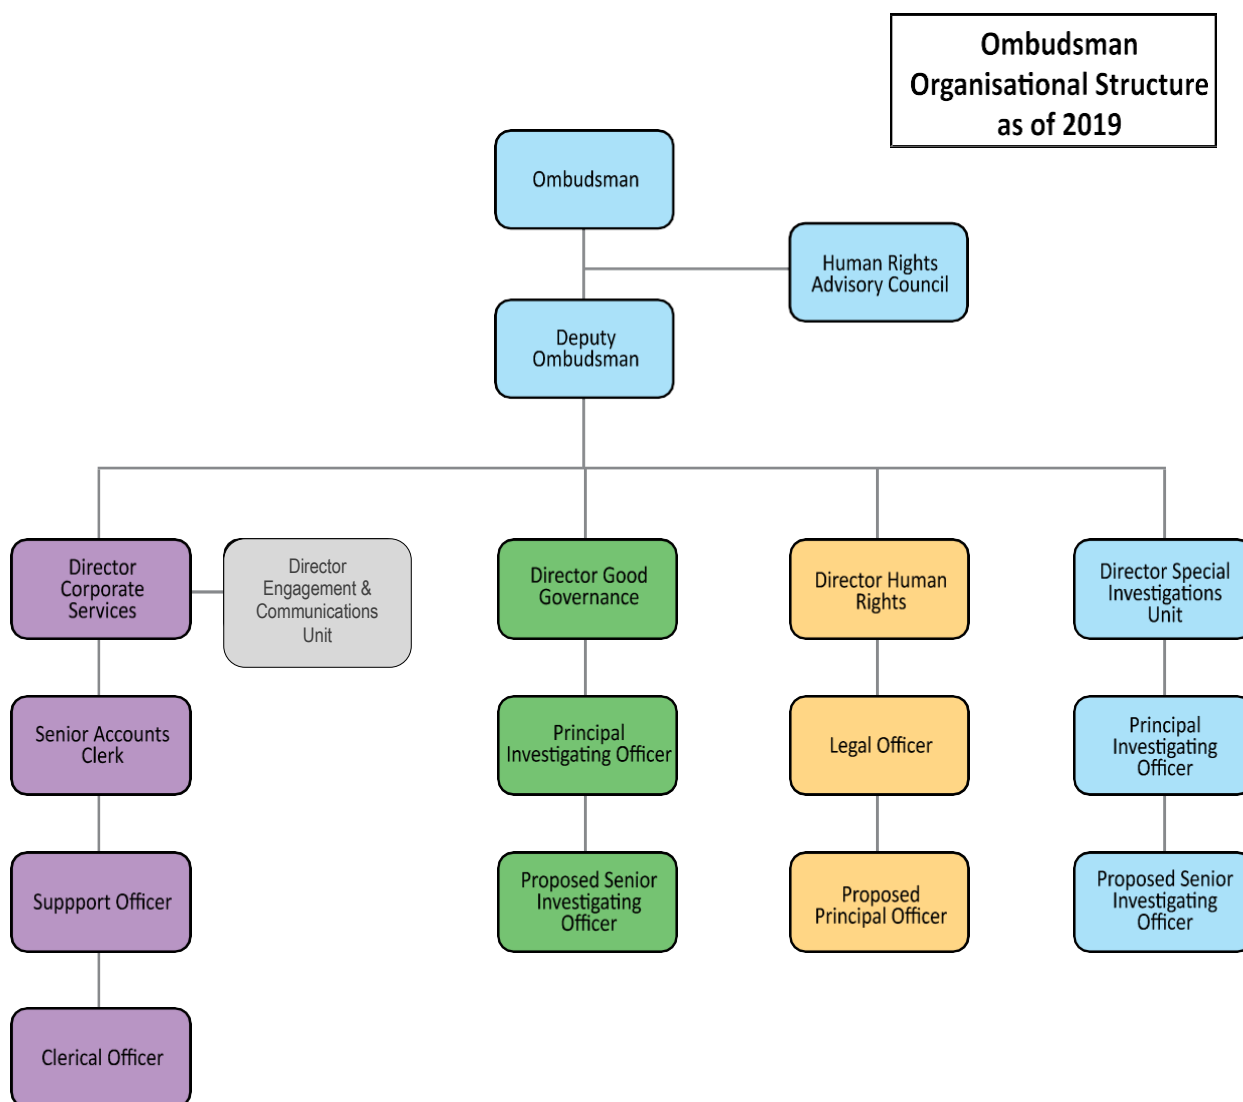 Ombudsman
Organisational Structure
as of 2019
Ombudsman
Human Rights
Advisory Council
Deputy
Ombudsman
Director
Corporate
Services
Director
Engagement &
Communications
Unit
Director Good
Governance
Director Human
Rights
Director Special
Investigations
Unit
Senior Accounts
Clerk
Principal
Investigating Officer
Legal Officer
Principal
Investigating
Officer
Suppport Officer
Proposed Senior
Investigating
Officer
Proposed
Principal Officer
Proposed Senior
Investigating
Officer
Clerical Officer